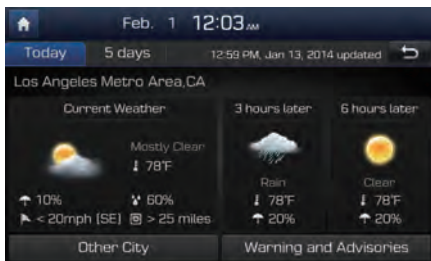 Feb. 1 12:03 AM
Today 5 days 12:59 PM, Jan 13, 2014 updated
Los Angeles Metro Area,CA
Current Weather
Mostly Clear
78°F
10% 60%
< 20mph (SE) > 25 miles
3 hours later
Rain
78°F
20%
6 hours later
Clear
78°F
20%
Other City Warning and Advisories